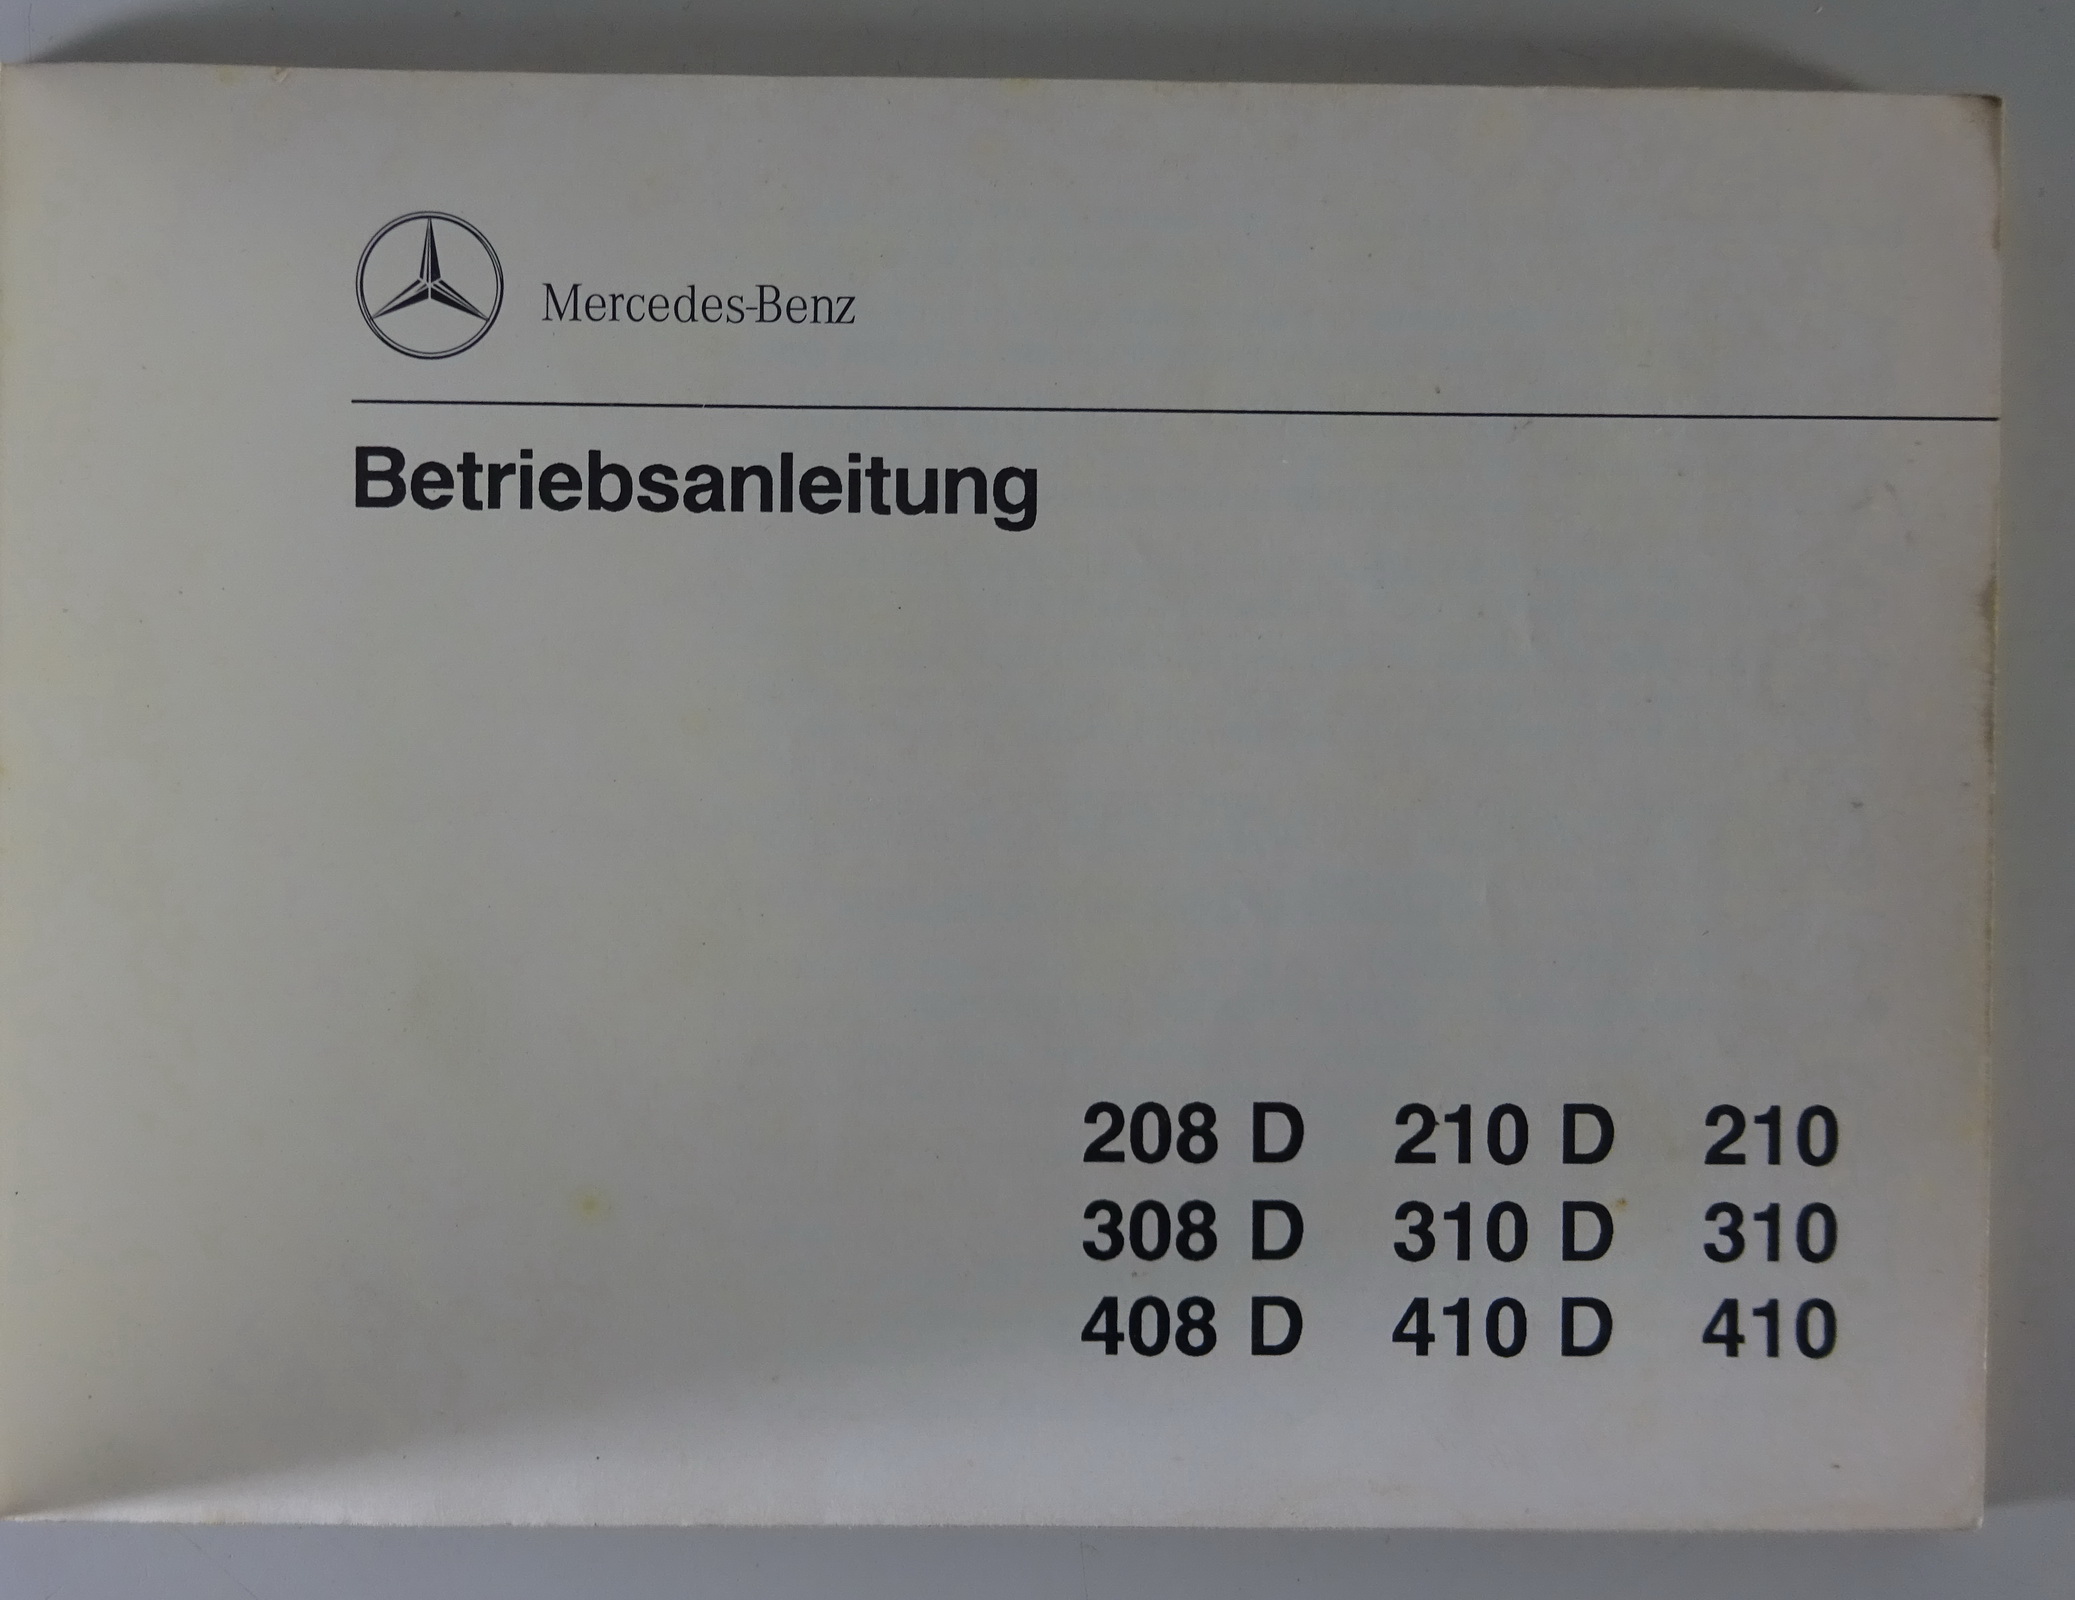 Mercedes-Benz
Betriebsanleitung
208 D 210 D 210
308 D 310 D 310
408 D 410 D 410